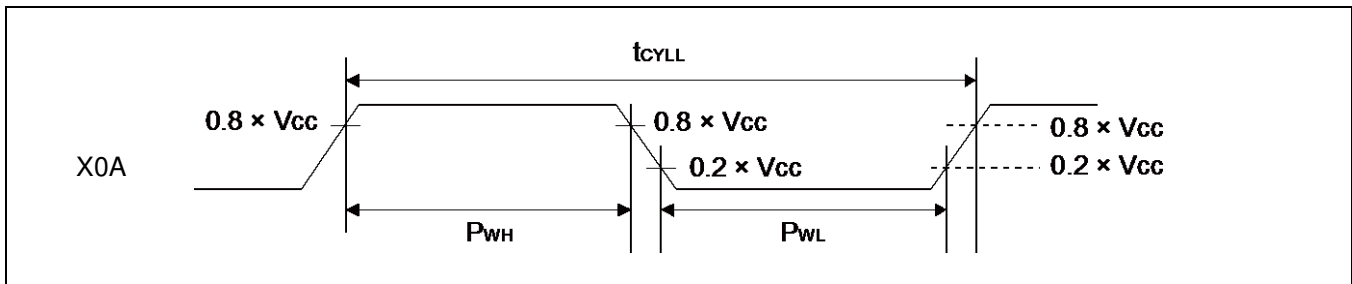 tCYLL
0.8 × Vcc
0.8 × Vcc
0.8 × Vcc
X0A
0.2 × Vcc
0.2 × Vcc
PWH
PWL